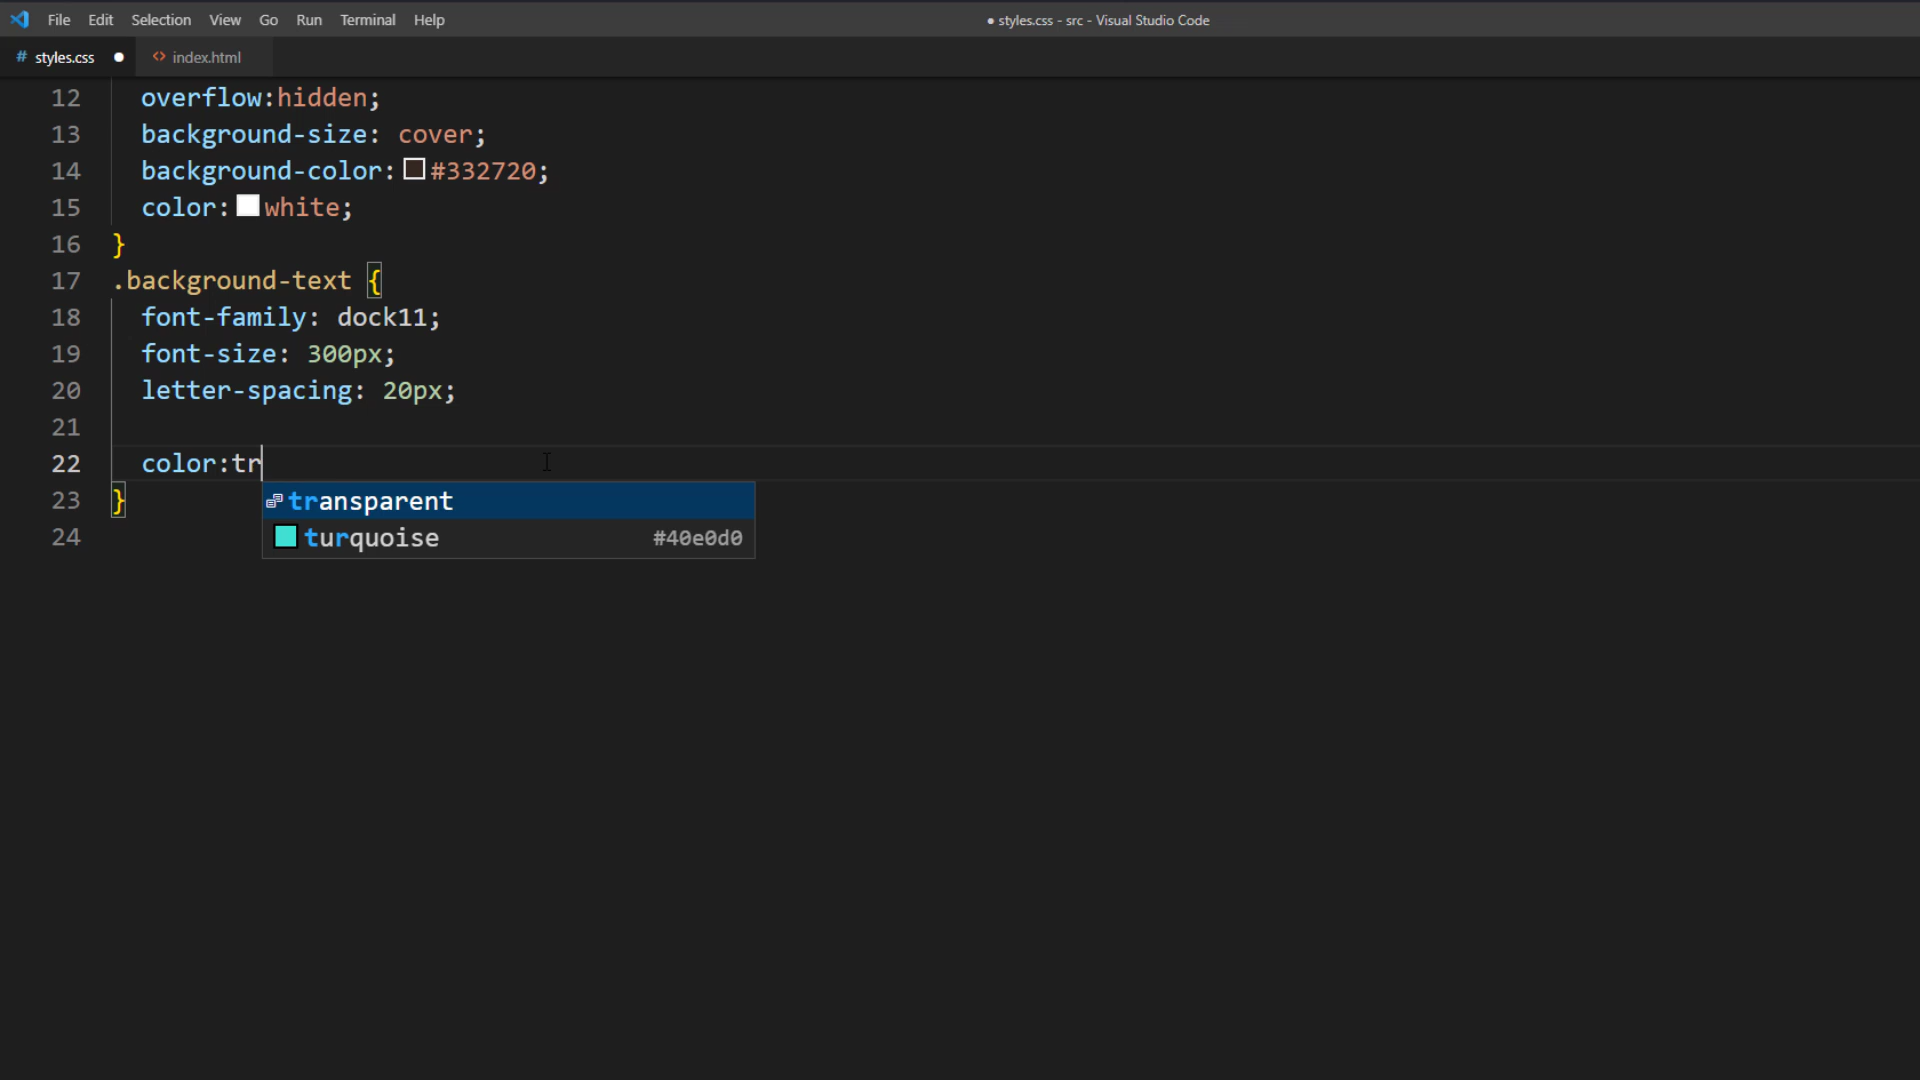 File Edit Selection View Go Run Terminal Help ● styles.css - src - Visual Studio Code
# styles.css ● <> index.html
12 overflow:hidden;
13 background-size: cover;
14 background-color: #332720;
15 color: white;
16 }
17 .background-text {
18 font-family: dock11;
19 font-size: 300px;
20 letter-spacing: 20px;
21
22 color:tr
transparent
23 }
turquoise #40e0d0
24